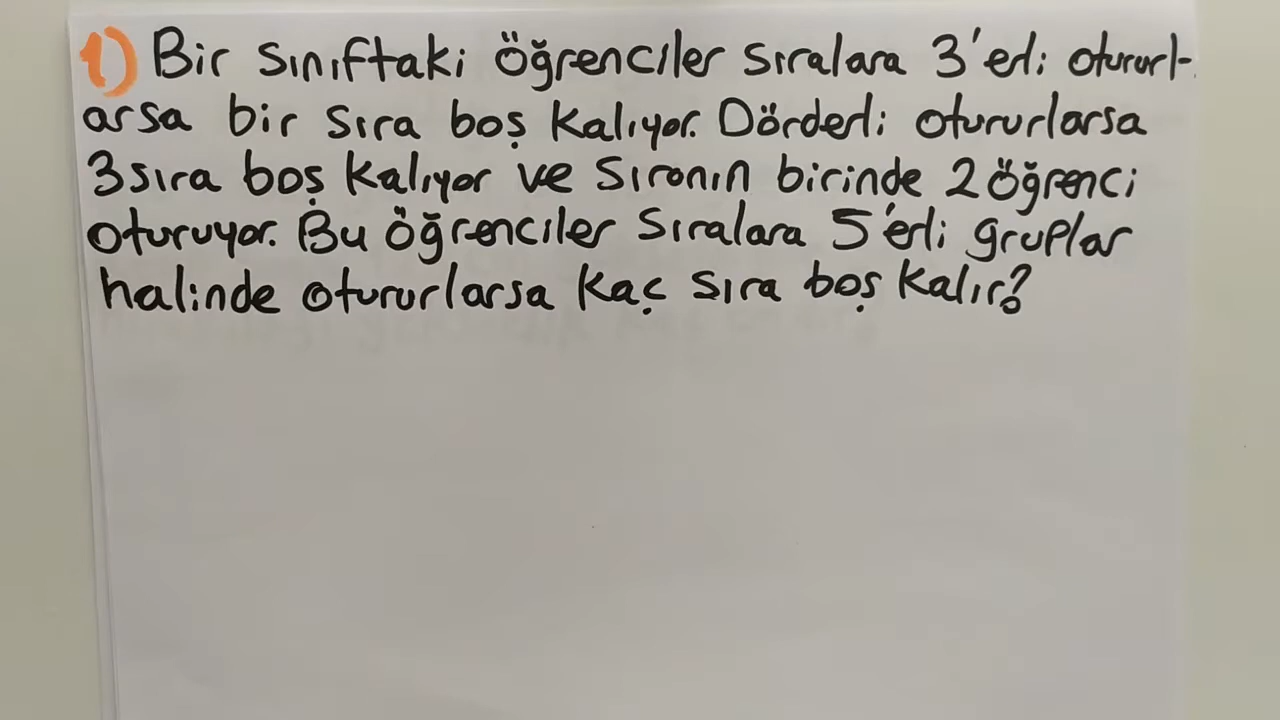 1) Bir sınıftaki öğrenciler sıralara 3'erli otururl-
arsa bir sıra boş kalıyor. Dörderli otururlarsa
3 sıra boş kalıyor ve sıranın birinde 2 öğrenci
oturuyor. Bu öğrenciler sıralara 5'erli gruplar
halinde otururlarsa kaç sıra boş kalır?